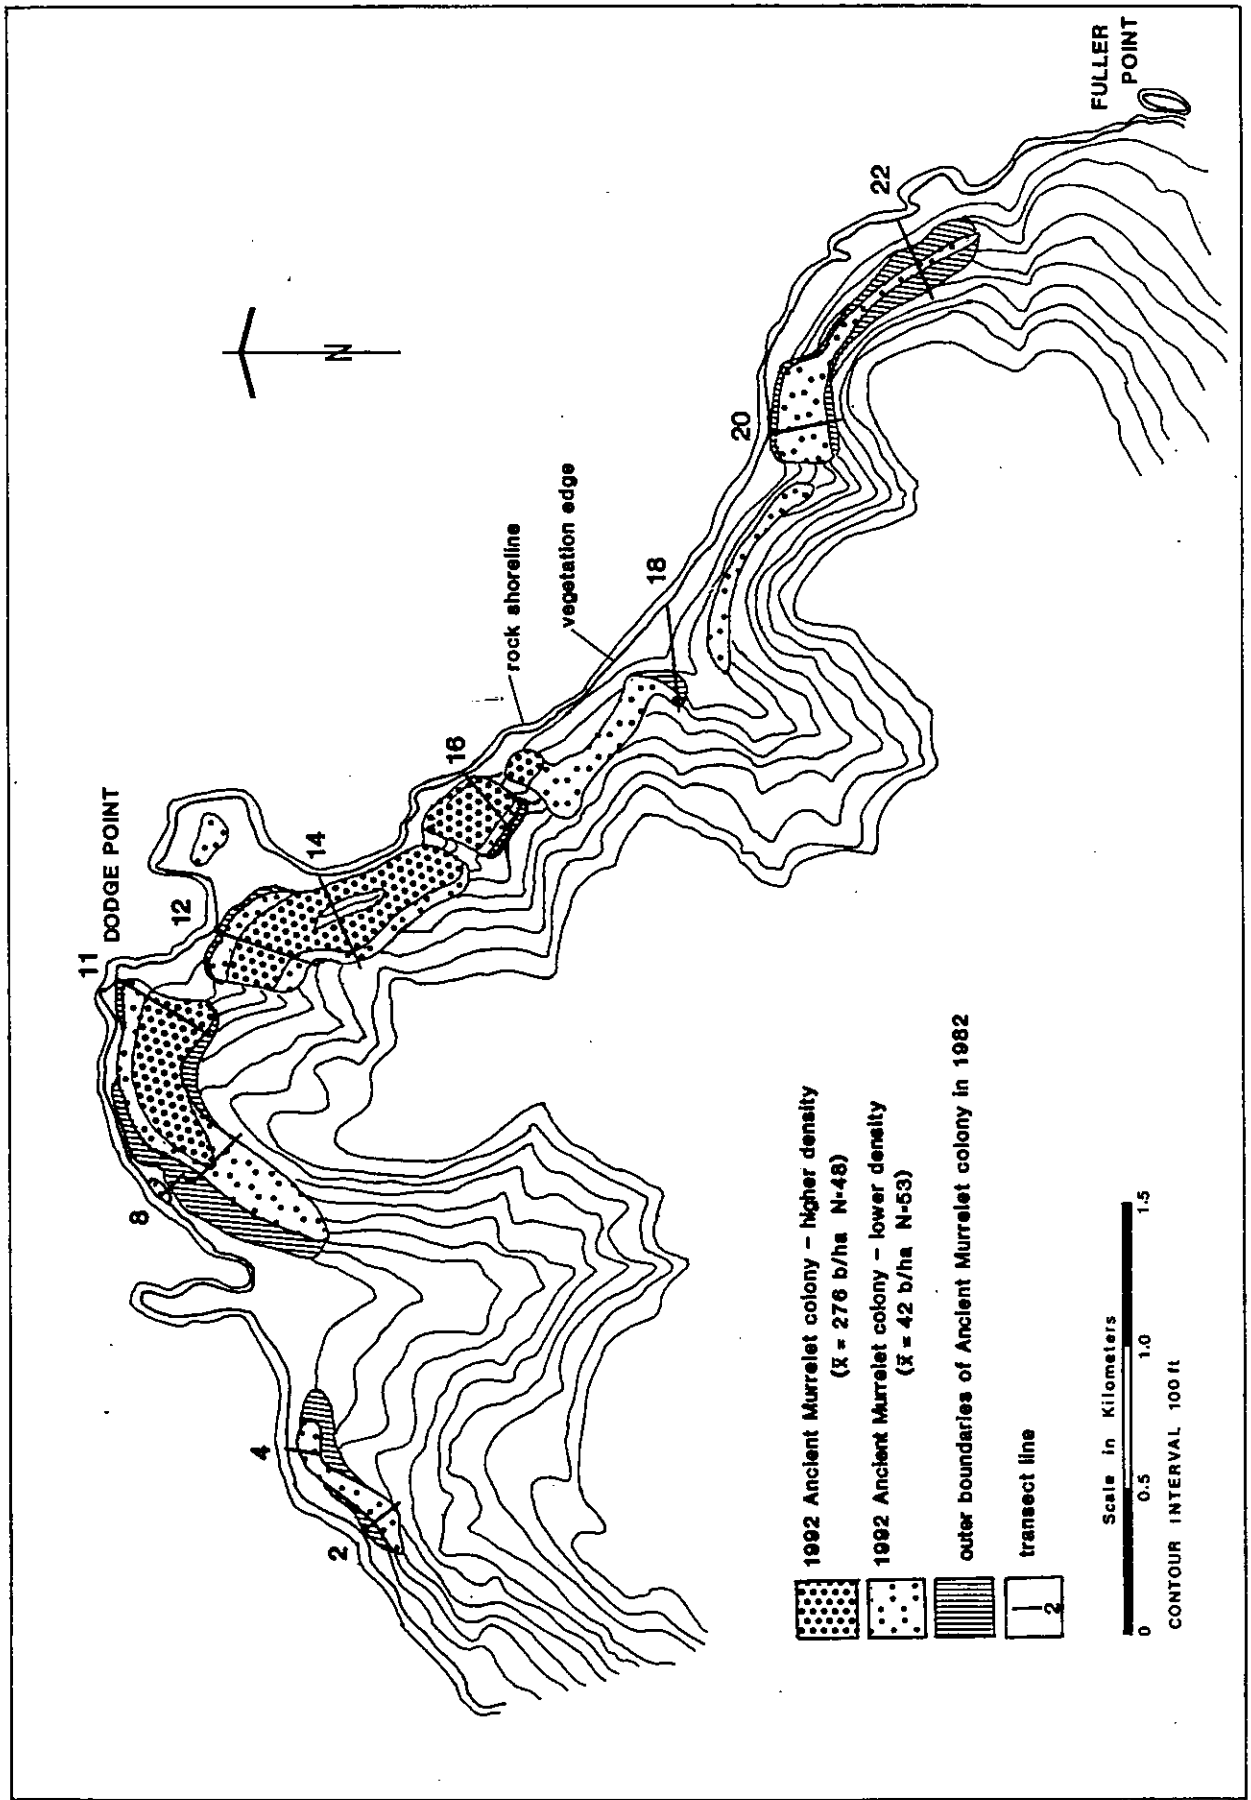 FULLER
POINT
22
20
18
vegetation edge
rock shoreline
16
14
DODGE POINT
12
11
8
4
2
N
1992 Ancient Murrelet colony – higher density
(x̄ = 276 b/ha N=48)
1992 Ancient Murrelet colony – lower density
(x̄ = 42 b/ha N=53)
outer boundaries of Ancient Murrelet colony in 1982
2
transect line
Scale in Kilometers
0 0.5 1.0 1.5
CONTOUR INTERVAL 100 ft